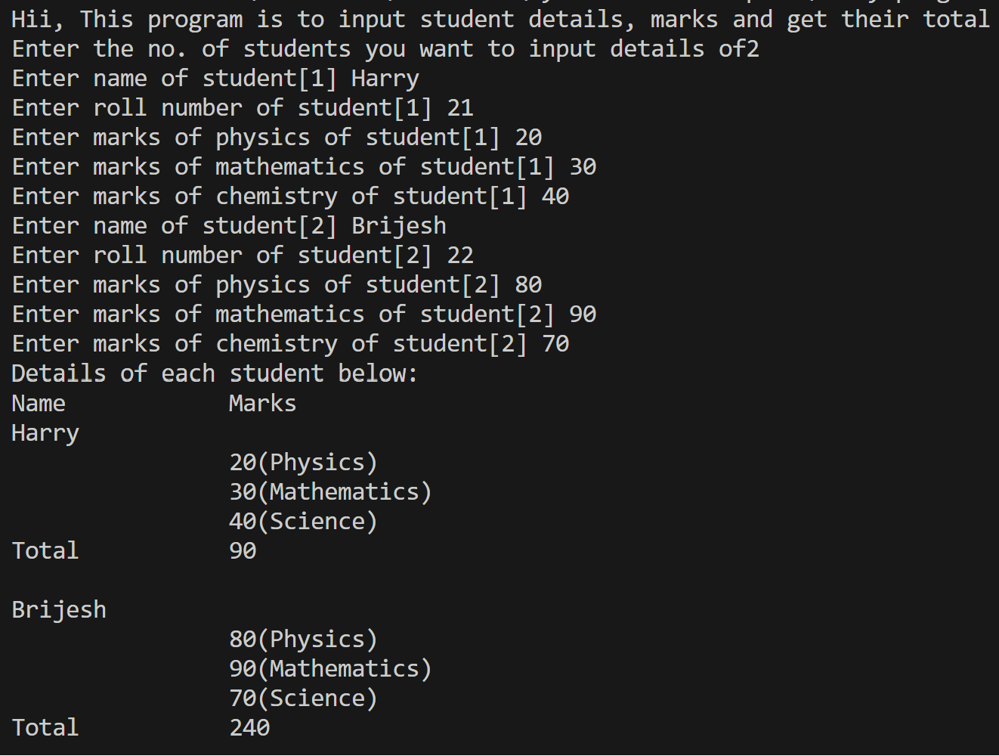 Hii, This program is to input student details, marks and get their total
Enter the no. of students you want to input details of2
Enter name of student[1] Harry
Enter roll number of student[1] 21
Enter marks of physics of student[1] 20
Enter marks of mathematics of student[1] 30
Enter marks of chemistry of student[1] 40
Enter name of student[2] Brijesh
Enter roll number of student[2] 22
Enter marks of physics of student[2] 80
Enter marks of mathematics of student[2] 90
Enter marks of chemistry of student[2] 70
Details of each student below:
Name            Marks
Harry
                20(Physics)
                30(Mathematics)
                40(Science)
Total           90

Brijesh
                80(Physics)
                90(Mathematics)
                70(Science)
Total           240